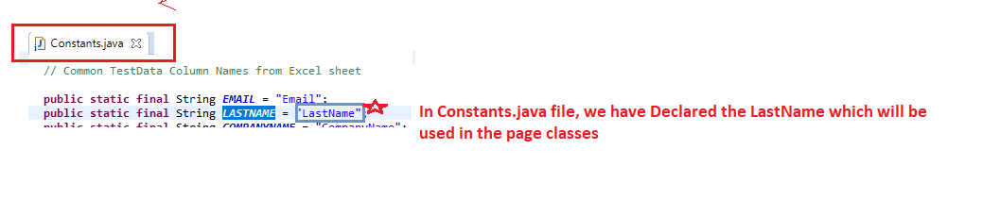 Constants.java
// Common TestData Column Names from Excel sheet
public static final String EMAIL = "Email";
public static final String LASTNAME = "LastName";
In Constants.java file, we have Declared the LastName which will be
used in the page classes
public static final String COMPANYNAME = "CompanyName";